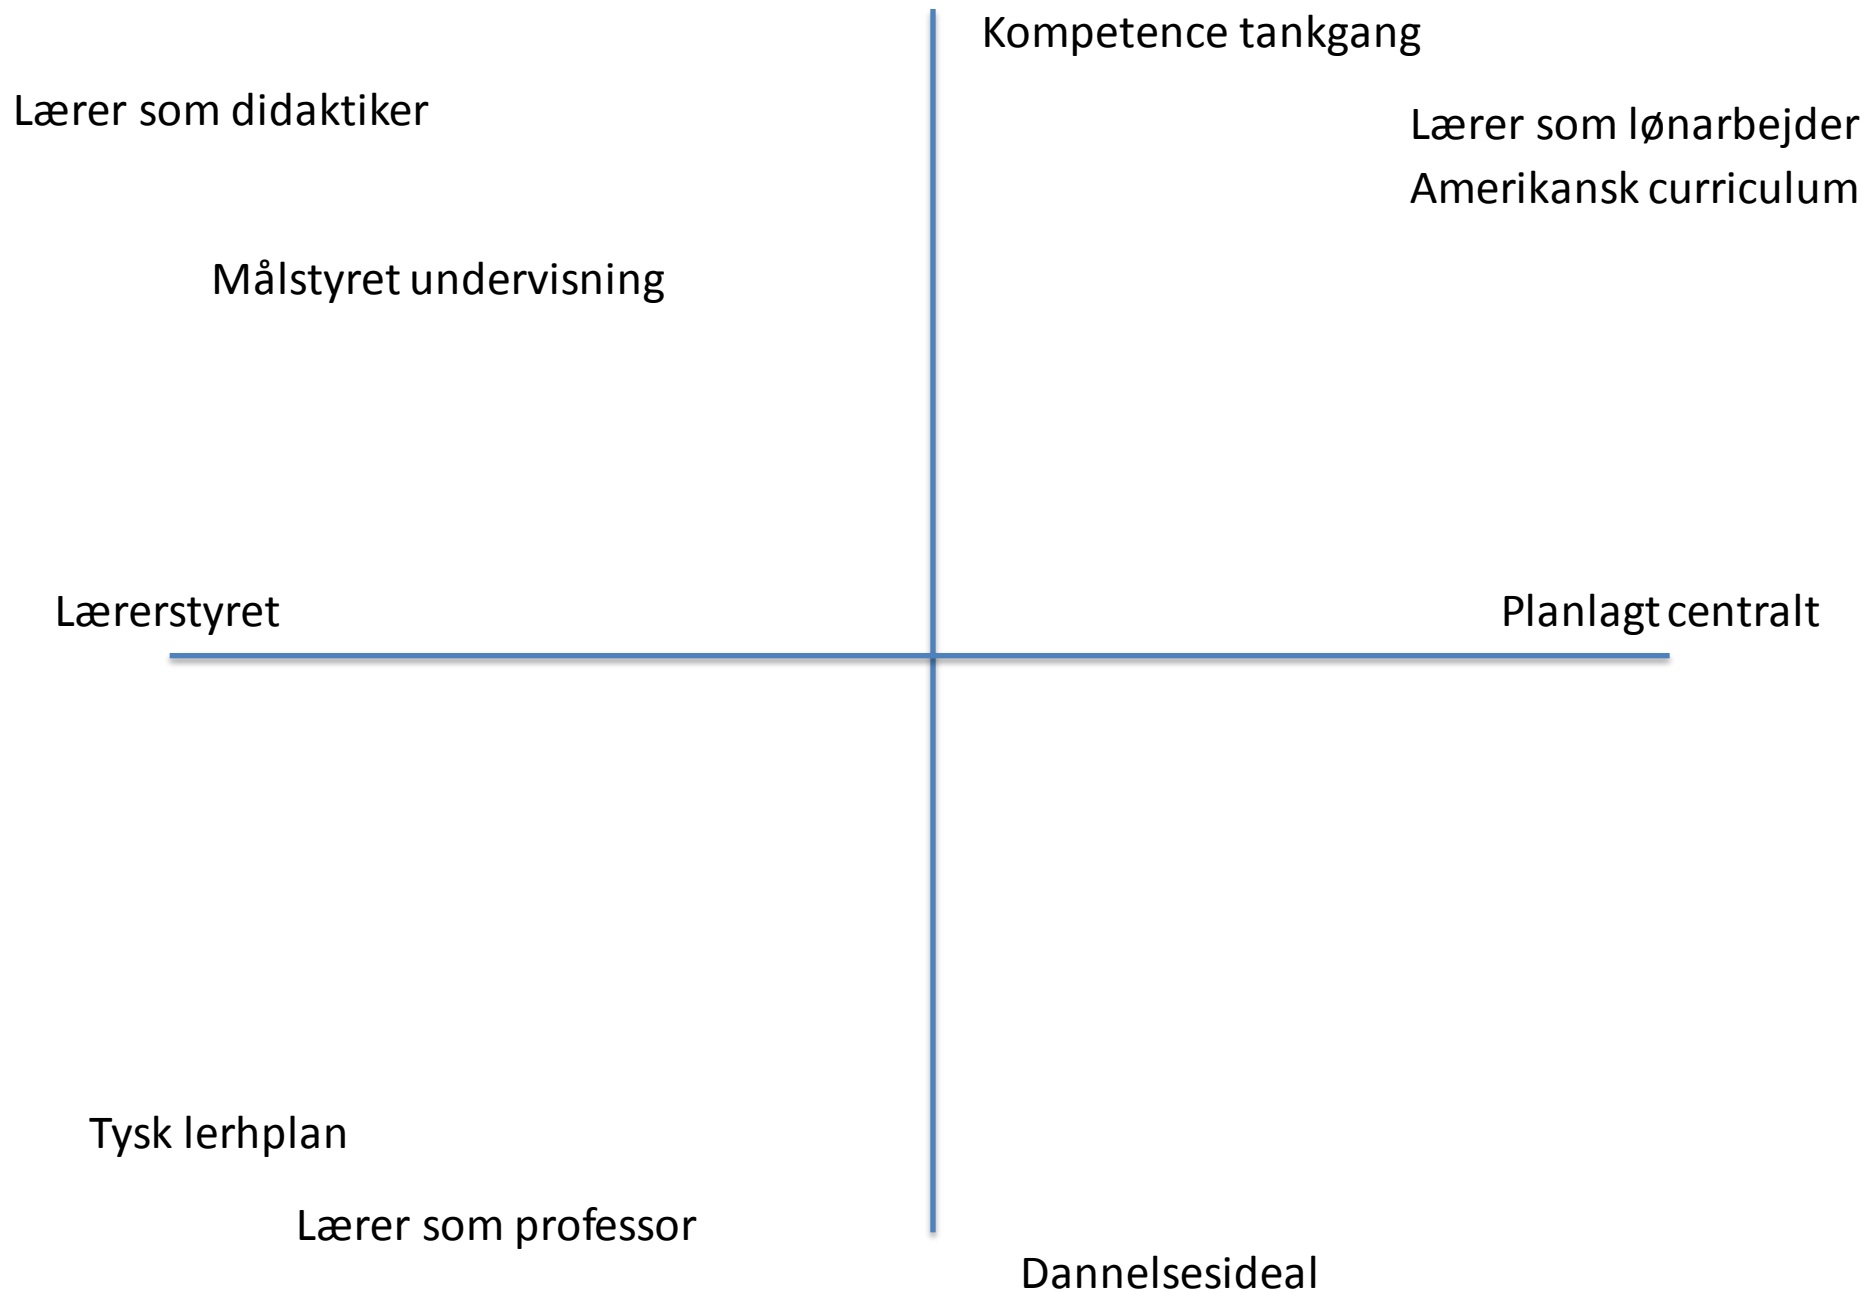 Kompetence tankgang
Lærer som didaktiker
Lærer som lønarbejder
Amerikansk curriculum
Målstyret undervisning
Lærerstyret
Planlagt centralt
Tysk lerhplan
Lærer som professor
Dannelsesideal